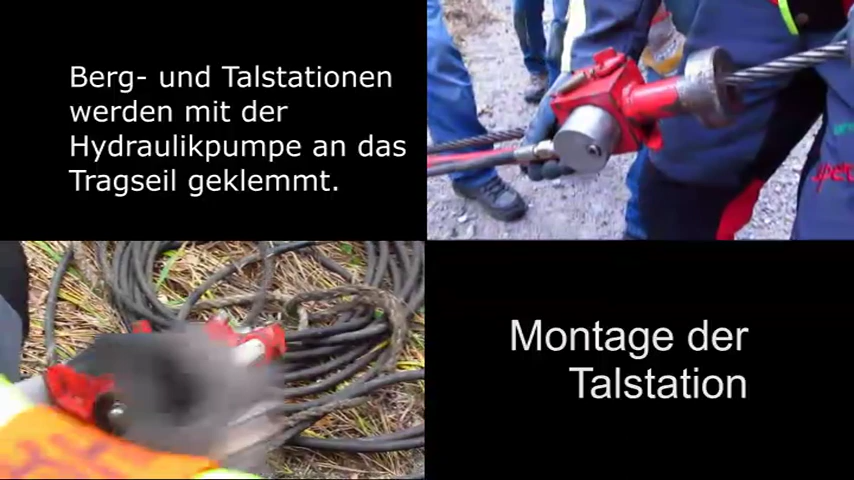 Berg- und Talstationen
werden mit der
Hydraulikpumpe an das
Tragseil geklemmt.
Montage der
Talstation